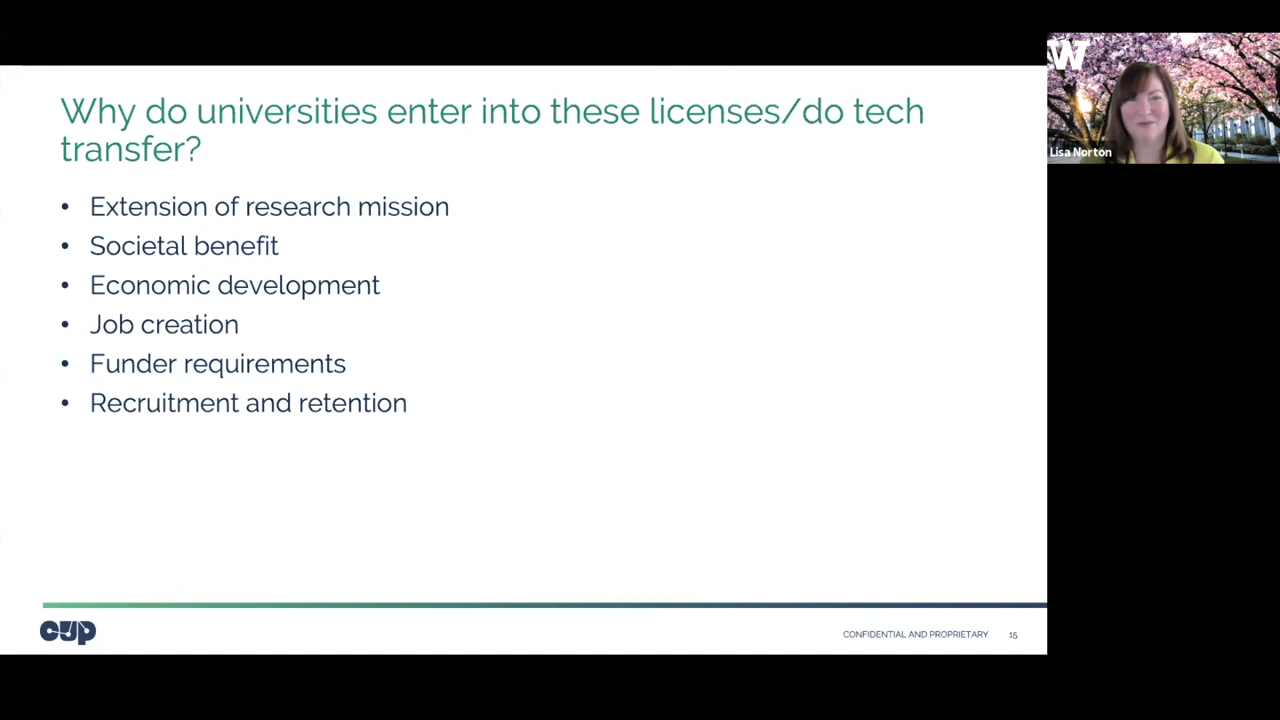 Why do universities enter into these licenses/do tech
transfer?
• Extension of research mission
• Societal benefit
• Economic development
• Job creation
• Funder requirements
• Recruitment and retention
CUP
CONFIDENTIAL AND PROPRIETARY 15
W
Lisa Norton